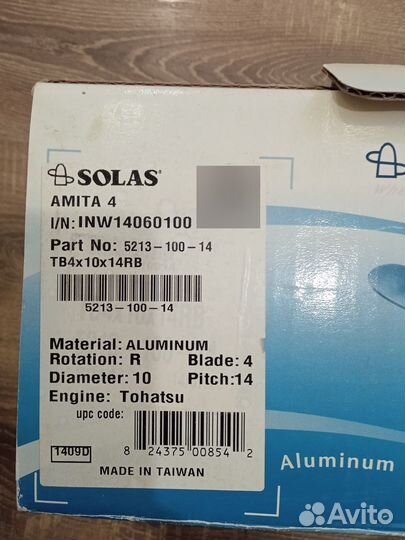 SOLAS®
AMITA 4
I/N: INW14060100
Part No: 5213-100-14
TB4x10x14RB
5213-100-14
Material: ALUMINUM
Rotation: R Blade: 4
Diameter: 10 Pitch: 14
Engine: Tohatsu
upc code:
8 24375 00854 2
1409D
MADE IN TAIWAN
Aluminum
Avito